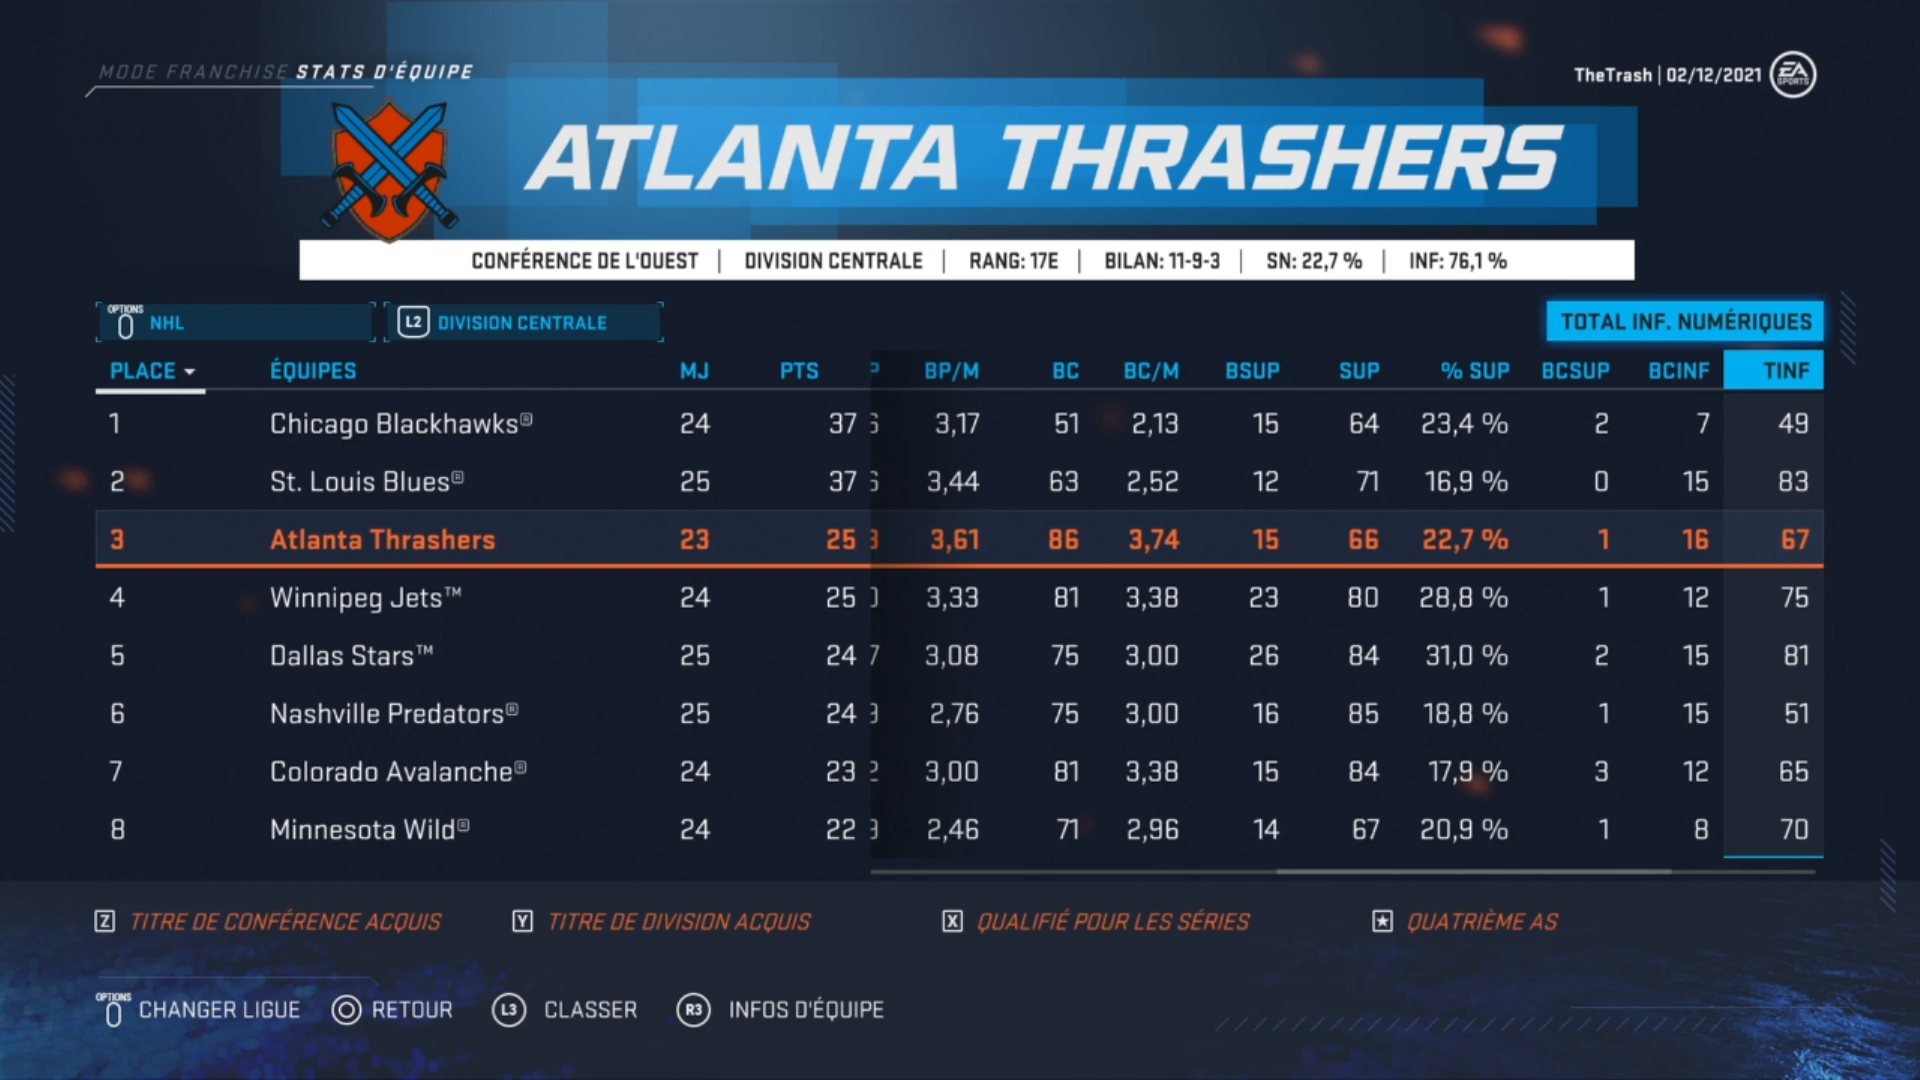 MODE FRANCHISE STATS D'ÉQUIPE
TheTrash | 02/12/2021 EA SPORTS
ATLANTA THRASHERS
CONFÉRENCE DE L'OUEST | DIVISION CENTRALE | RANG: 17E | BILAN: 11-9-3 | SN: 22,7 % | INF: 76,1 %
OPTIONS NHL L2 DIVISION CENTRALE TOTAL INF. NUMÉRIQUES
PLACE ÉQUIPES MJ PTS P BP/M BC BC/M BSUP SUP % SUP BCSUP BCINF TINF
1 Chicago Blackhawks® 24 37 3,17 51 2,13 15 64 23,4 % 2 7 49
2 St. Louis Blues® 25 37 3,44 63 2,52 12 71 16,9 % 0 15 83
3 Atlanta Thrashers 23 25 3,61 86 3,74 15 66 22,7 % 1 16 67
4 Winnipeg Jets™ 24 25 3,33 81 3,38 23 80 28,8 % 1 12 75
5 Dallas Stars™ 25 24 7 3,08 75 3,00 26 84 31,0 % 2 15 81
6 Nashville Predators® 25 24 2,76 75 3,00 16 85 18,8 % 1 15 51
7 Colorado Avalanche® 24 23 2 3,00 81 3,38 15 84 17,9 % 3 12 65
8 Minnesota Wild® 24 22 2,46 71 2,96 14 67 20,9 % 1 8 70
Z TITRE DE CONFÉRENCE ACQUIS Y TITRE DE DIVISION ACQUIS X QUALIFIÉ POUR LES SÉRIES ★ QUATRIÈME AS
OPTIONS CHANGER LIGUE RETOUR L3 CLASSER R3 INFOS D'ÉQUIPE